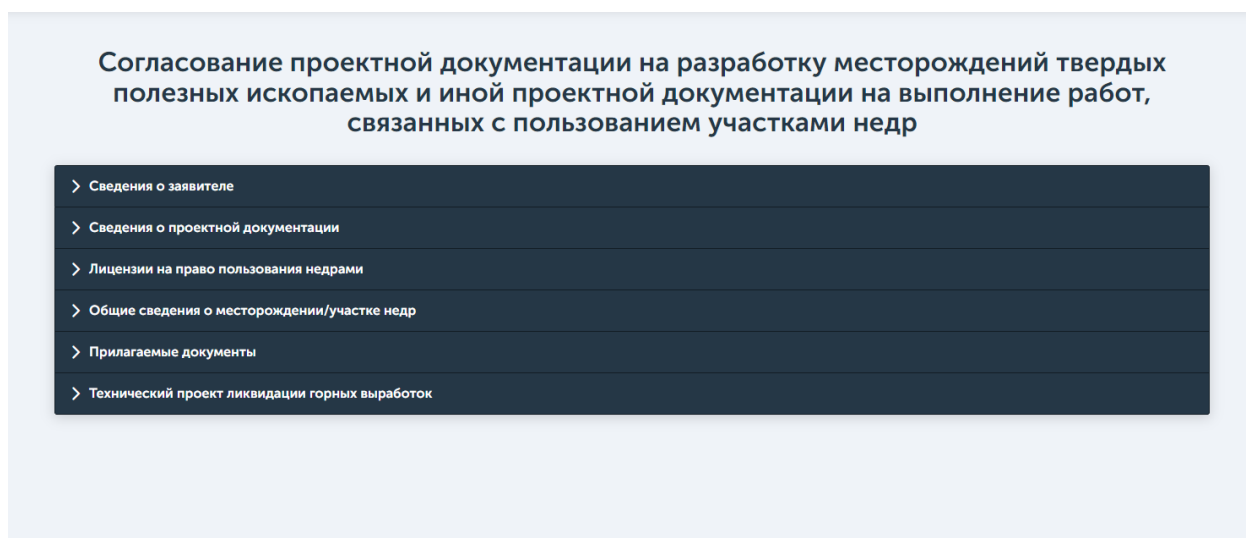 Согласование проектной документации на разработку месторождений твердых
полезных ископаемых и иной проектной документации на выполнение работ,
связанных с пользованием участками недр
Сведения о заявителе
Сведения о проектной документации
Лицензии на право пользования недрами
Общие сведения о месторождении/участке недр
Прилагаемые документы
Технический проект ликвидации горных выработок